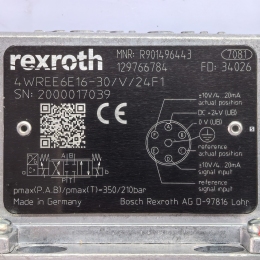 rexroth
MNR: R901496443
7081
129766784
FD: 34026
4WREE6E16-30/V/24F1
SN: 2000017039
±10V/4..20mA
actual position
DC =24V (UB)
0 V (UB)
reference
actual position
reference
signal input
±10V/4..20mA
signal input
A (B)
P(T)
pmax(P.A.B)/pmax(T)=350/210bar
Made in Germany
Bosch Rexroth AG D-97816 Lohr